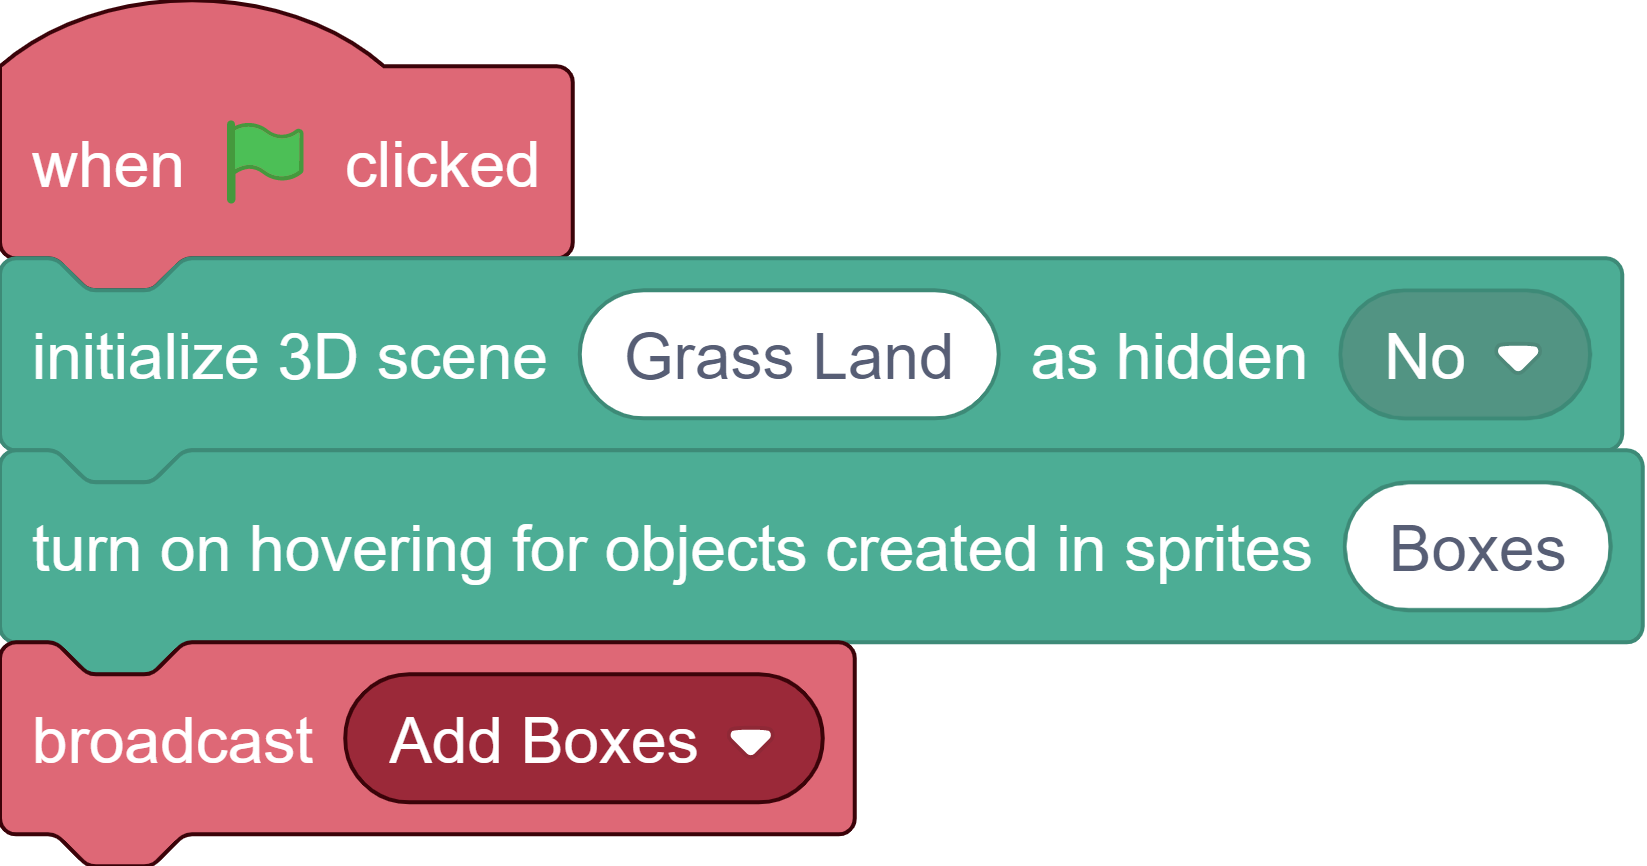 when clicked
initialize 3D scene Grass Land as hidden No
turn on hovering for objects created in sprites Boxes
broadcast Add Boxes